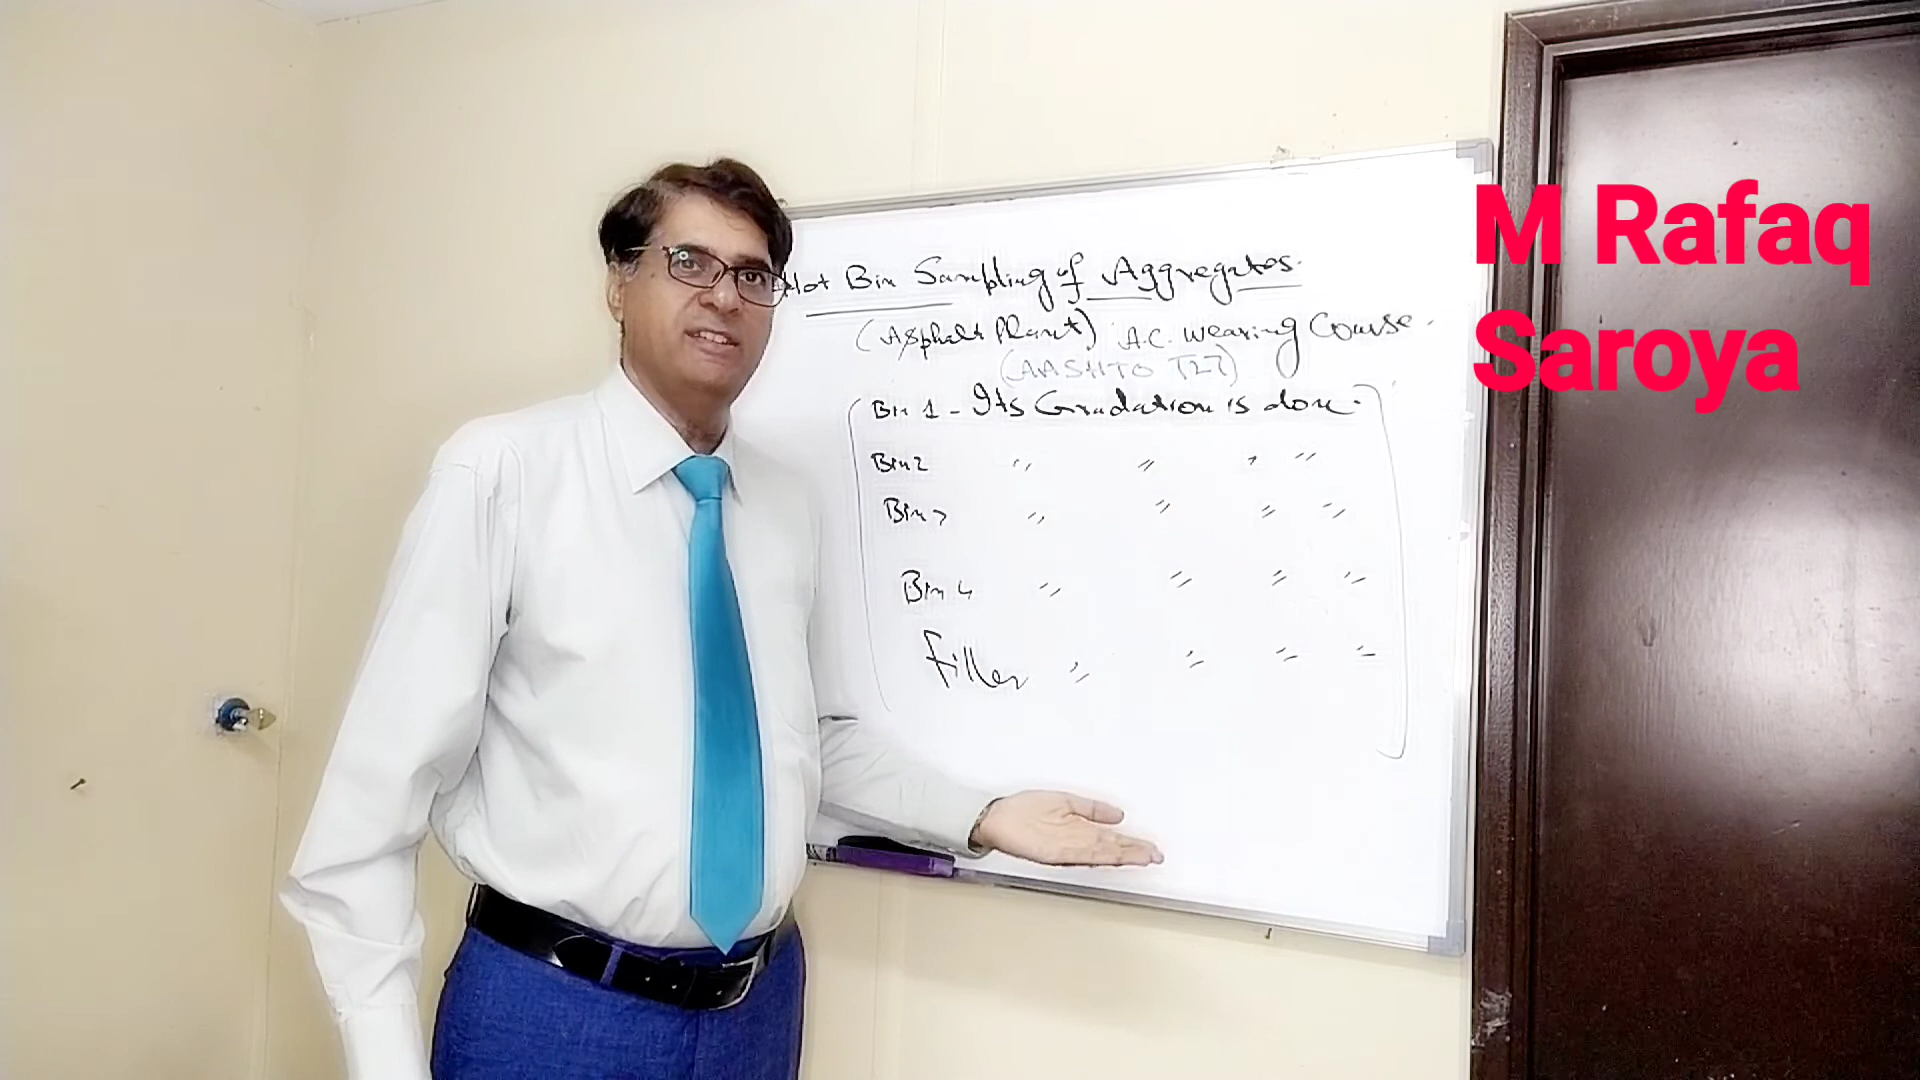 Hot Bin Sampling of Aggregates.
(Asphalt Plant) A.C. Wearing Course.
(AASHTO T27)
Bin 1 - Its Gradation is done.
Bin 2 〃 〃 〃 〃
Bin 〃 〃 〃 〃
Bin 4 〃 〃 〃 〃
Filler 〃 〃 〃 〃
M Rafaq
Saroya